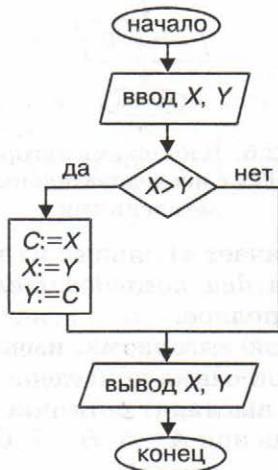 начало
ввод X, Y
да
X>Y
нет
C:=X
X:=Y
Y:=C
вывод X, Y
конец